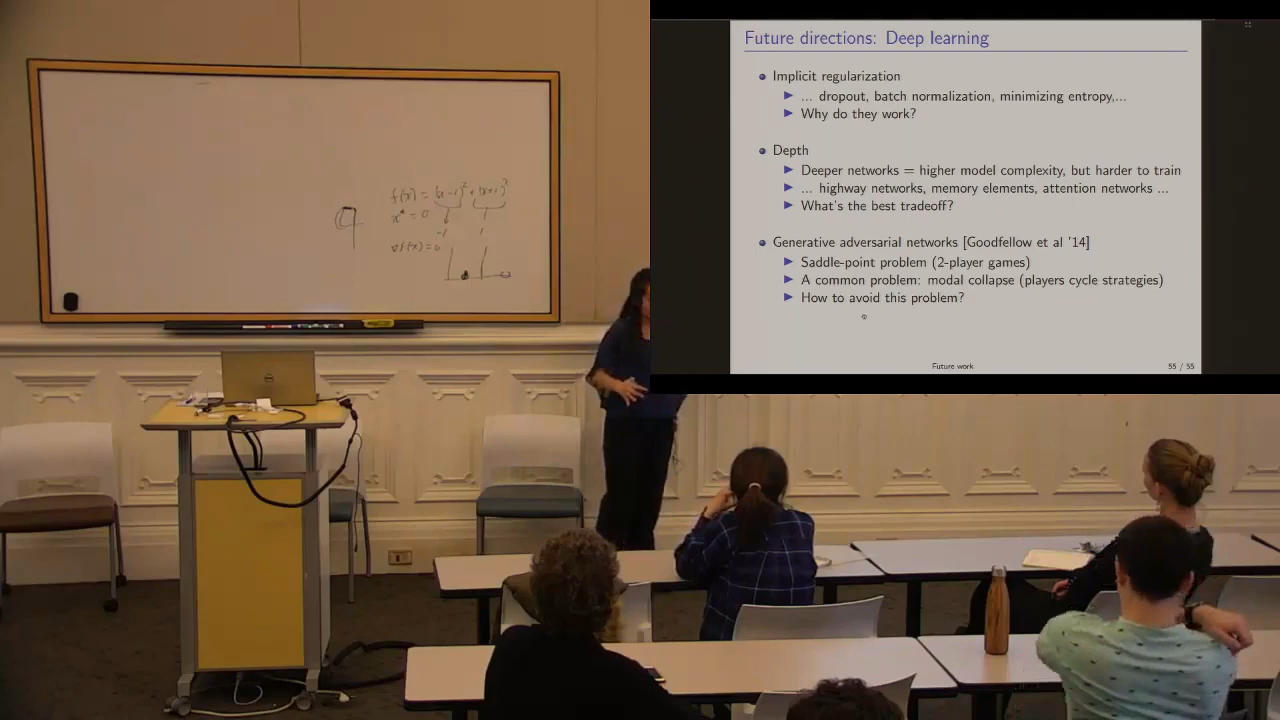 f(x) = (x-1)² + (x+1)²
x* = 0
-1 1
∇f(x) = 0
Future directions: Deep learning
Implicit regularization
... dropout, batch normalization, minimizing entropy,...
Why do they work?
Depth
Deeper networks = higher model complexity, but harder to train
... highway networks, memory elements, attention networks ...
What's the best tradeoff?
Generative adversarial networks [Goodfellow et al '14]
Saddle-point problem (2-player games)
A common problem: modal collapse (players cycle strategies)
How to avoid this problem?
Future work
55 / 55